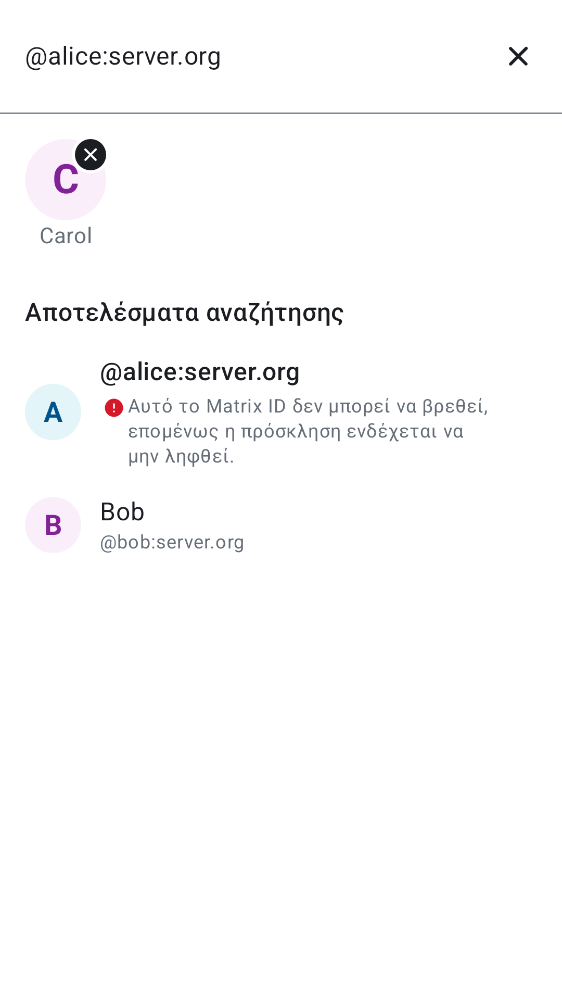 @alice:server.org
C
Carol
Αποτελέσματα αναζήτησης
@alice:server.org
A
Αυτό το Matrix ID δεν μπορεί να βρεθεί,
επομένως η πρόσκληση ενδέχεται να
μην ληφθεί.
B
Bob
@bob:server.org